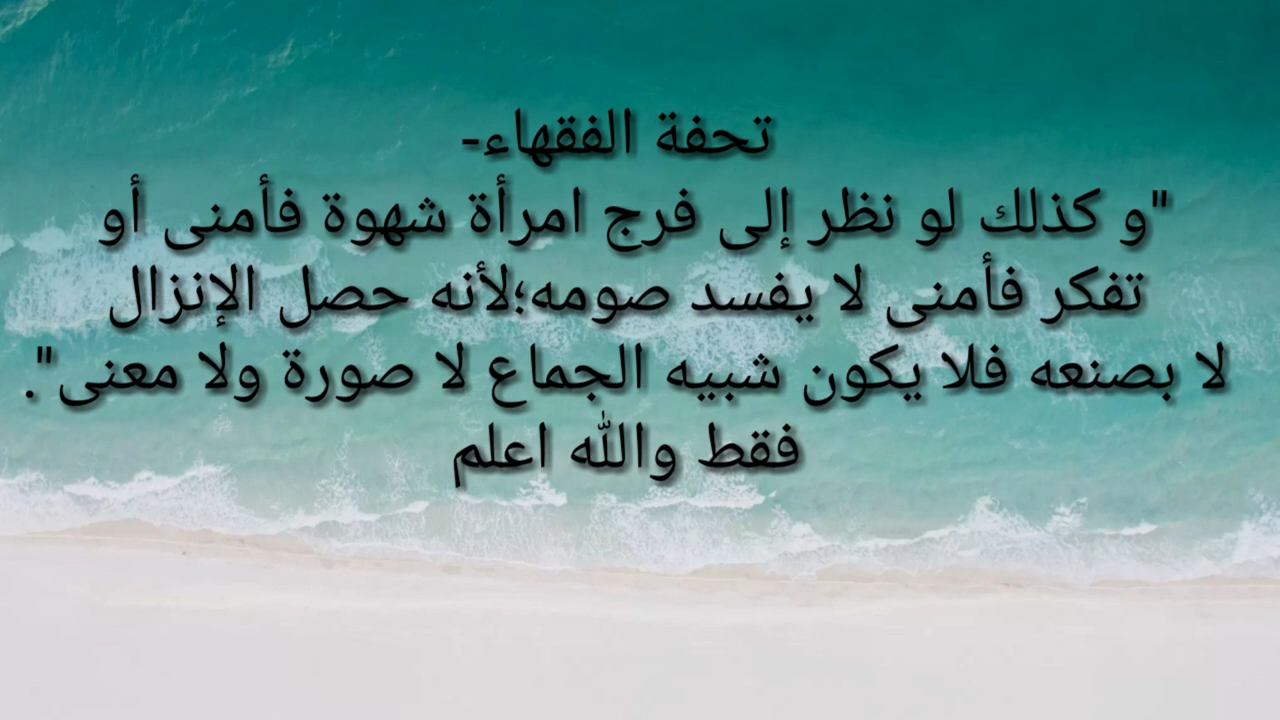 تحفة الفقهاء-
"و كذلك لو نظر إلى فرج امرأة شهوة فأمنى أو
تفكر فأمنى لا يفسد صومه؛لأنه حصل الإنزال
لا بصنعه فلا يكون شبيه الجماع لا صورة ولا معنى".
فقط والله اعلم